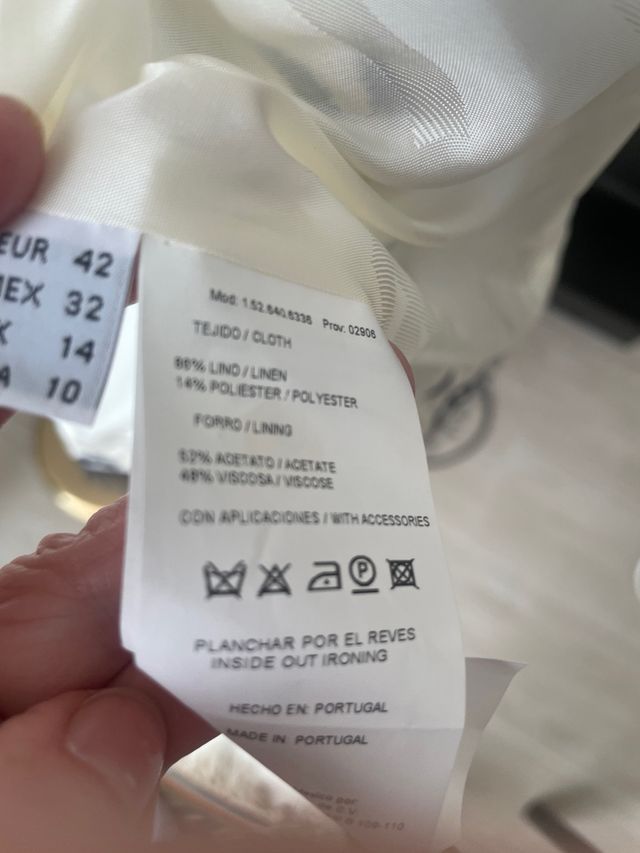 EUR 42
MEX 32
14
10
Mod: 1.52.640.6336 Prov: 02906
TEJIDO / CLOTH
86% LINO / LINEN
14% POLIESTER / POLYESTER
FORRO / LINING
52% ACETATO / ACETATE
48% VISCOSA / VISCOSE
CON APLICACIONES / WITH ACCESSORIES
P
PLANCHAR POR EL REVES
INSIDE OUT IRONING
HECHO EN: PORTUGAL
MADE IN: PORTUGAL
por